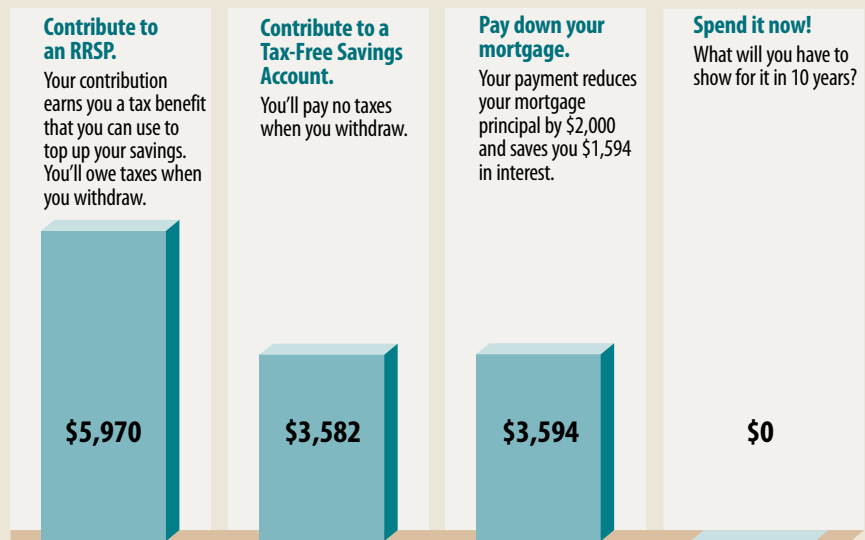 Contribute to
an RRSP.
Your contribution
earns you a tax benefit
that you can use to
top up your savings.
You'll owe taxes when
you withdraw.
$5,970
Contribute to a
Tax-Free Savings
Account.
You'll pay no taxes
when you withdraw.
$3,582
Pay down your
mortgage.
Your payment reduces
your mortgage
principal by $2,000
and saves you $1,594
in interest.
$3,594
Spend it now!
What will you have to
show for it in 10 years?
$0